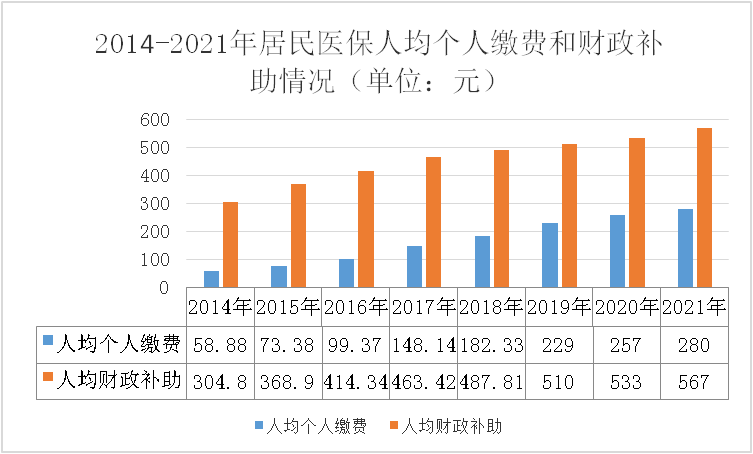 2014-2021年居民医保人均个人缴费和财政补
助情况（单位：元）
600
500
400
300
200
100
0
2014年 2015年 2016年 2017年 2018年 2019年 2020年 2021年
人均个人缴费 58.88 73.38 99.37 148.14 182.33 229 257 280
人均财政补助 304.8 368.9 414.34 463.42 487.81 510 533 567
人均个人缴费 人均财政补助